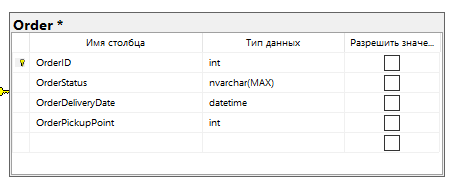 Order *
Имя столбца Тип данных Разрешить значе...
OrderID int
OrderStatus nvarchar(MAX)
OrderDeliveryDate datetime
OrderPickupPoint int